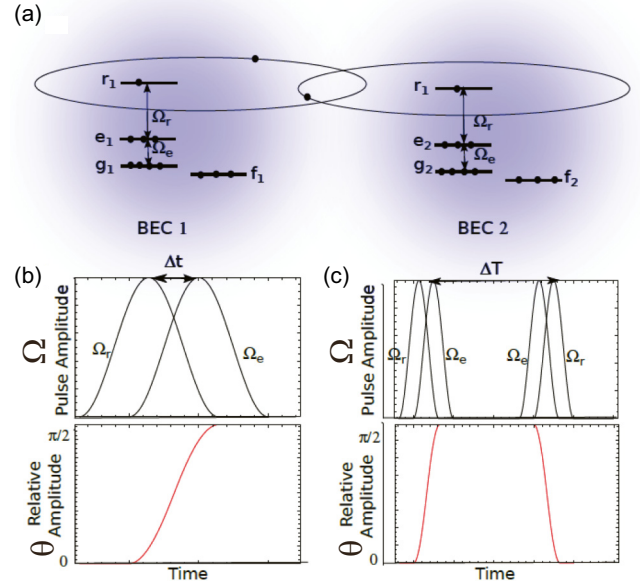 (a)
r1
r1
Ωr
Ωr
e1
e2
Ωe
Ωe
g1
g2
f1
f2
BEC 1
BEC 2
(b)
Δt
(c)
ΔT
Ω
Pulse Amplitude
Ωr
Ωe
Ω
Pulse Amplitude
Ωr
Ωe
Ωe
Ωr
π/2
θ
Relative
Amplitude
0
Time
π/2
θ
Relative
Amplitude
0
Time